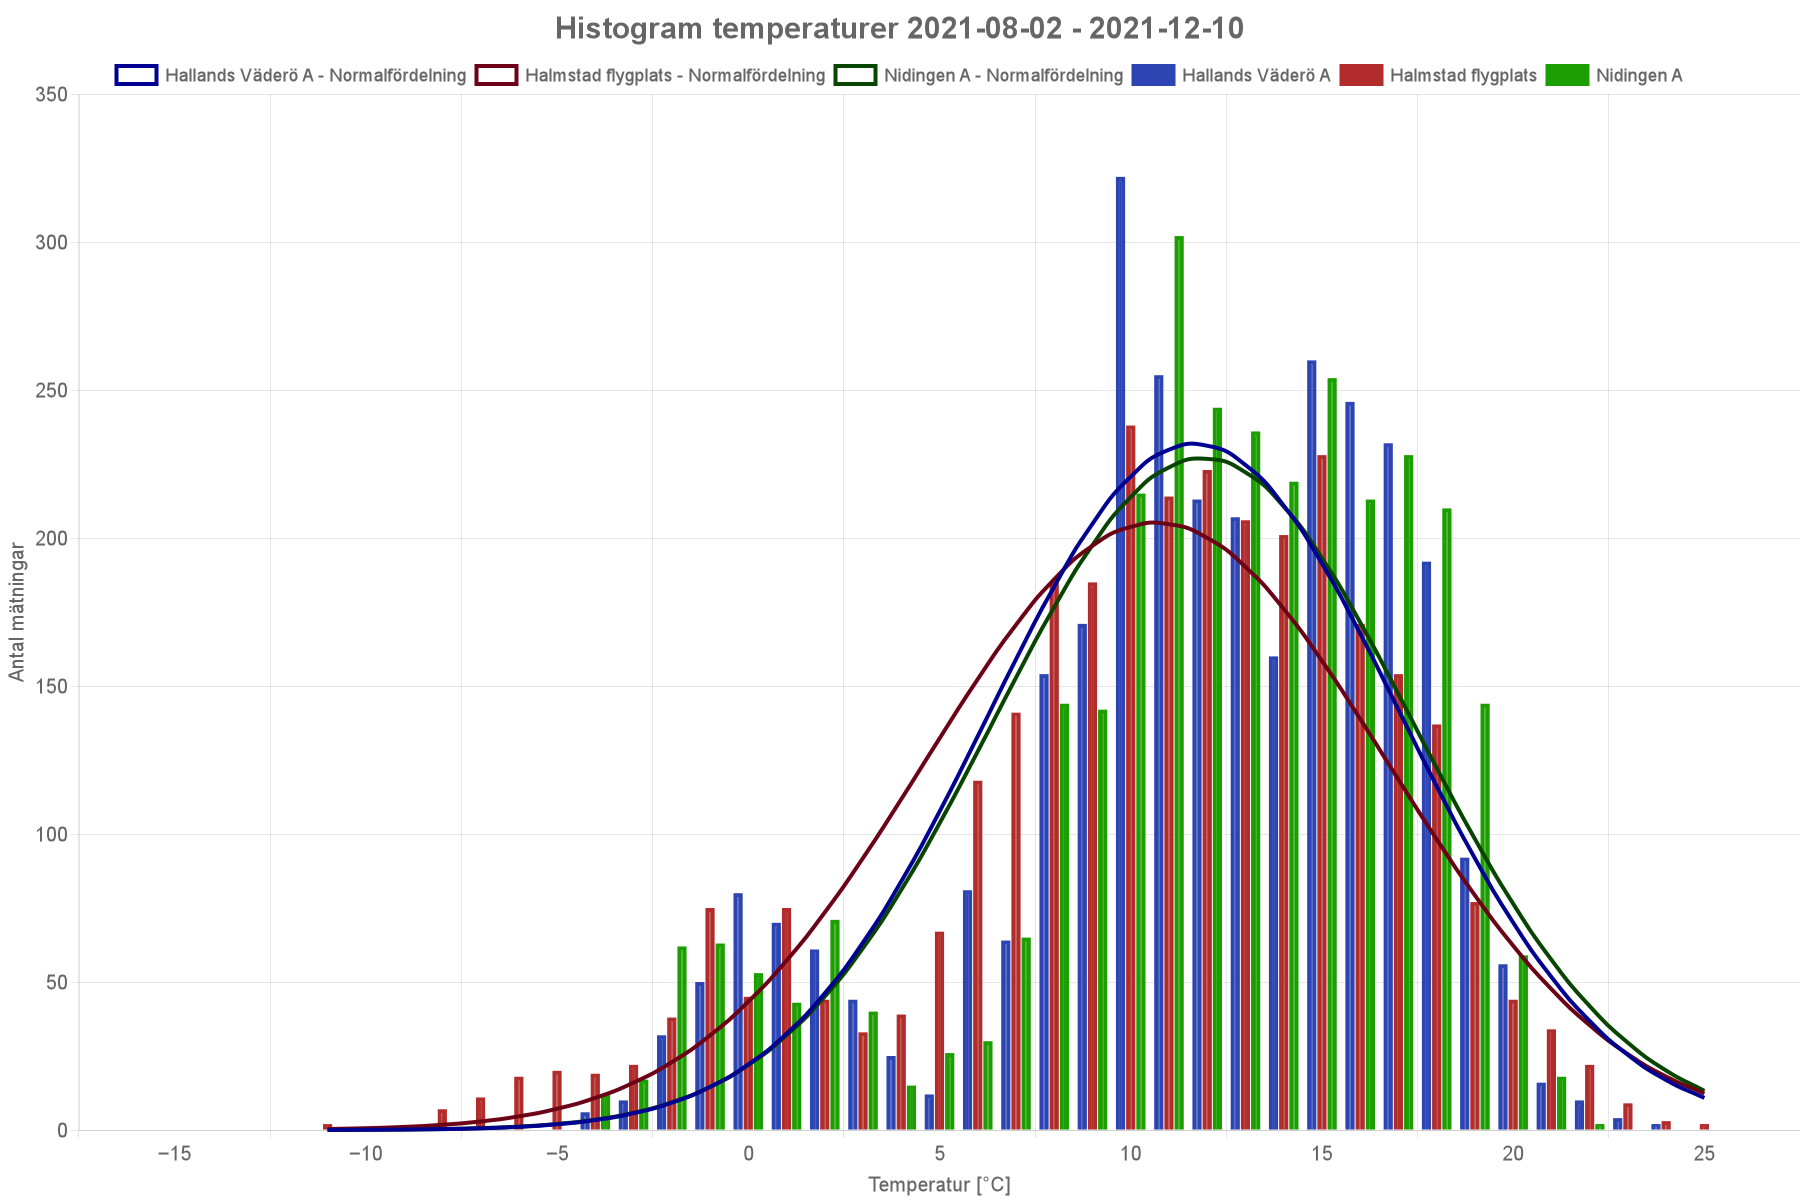 Histogram temperaturer 2021-08-02 - 2021-12-10
Hallands Väderö A - Normalfördelning Halmstad flygplats - Normalfördelning Nidingen A - Normalfördelning Hallands Väderö A Halmstad flygplats Nidingen A
350
300
250
200
150
100
50
0
Antal mätningar
−15 −10 −5 0 5 10 15 20 25
Temperatur [°C]